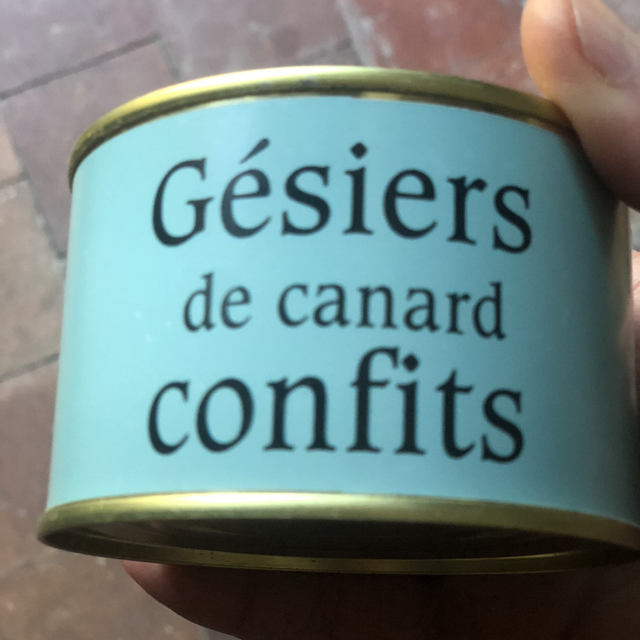 Gésiers
de canard
confits